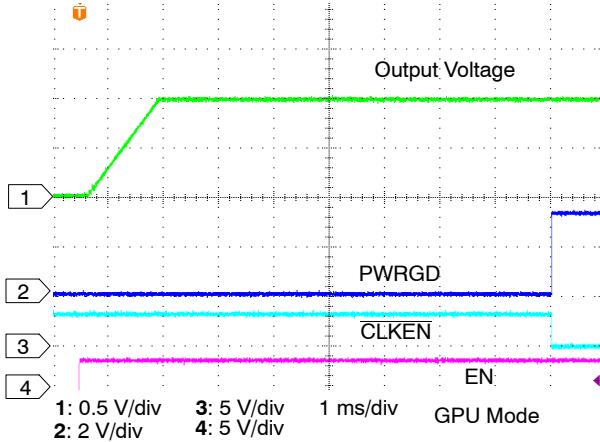 T
Output Voltage
1
PWRGD
2
CLKEN
3
EN
4
1: 0.5 V/div 3: 5 V/div 1 ms/div GPU Mode
2: 2 V/div 4: 5 V/div